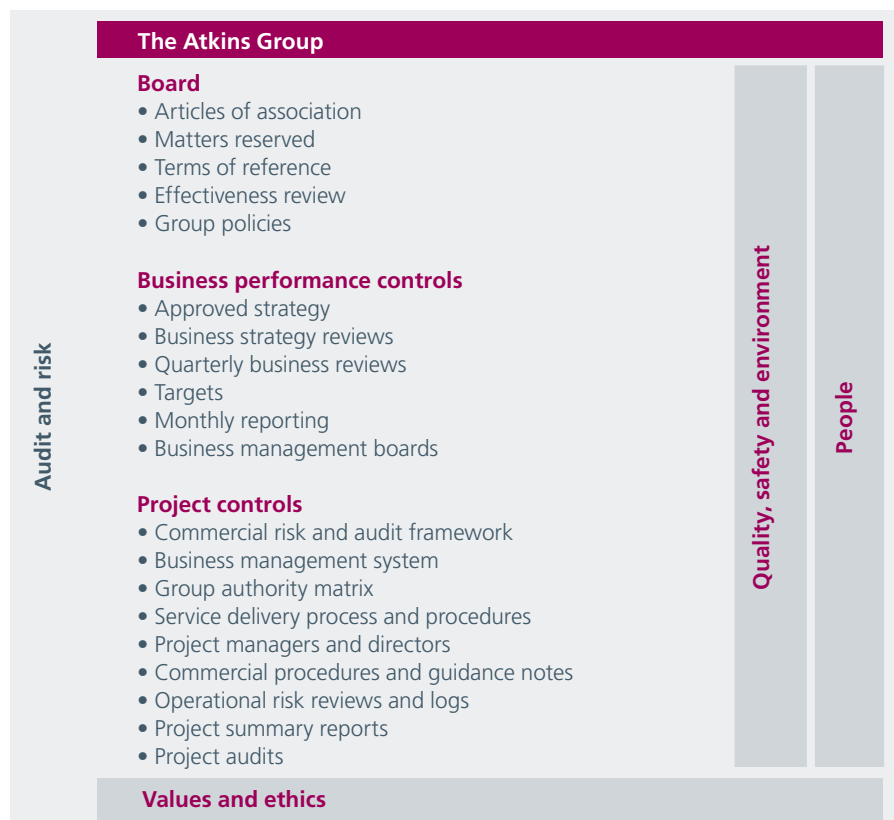 The Atkins Group
Board
• Articles of association
• Matters reserved
• Terms of reference
• Effectiveness review
• Group policies
Business performance controls
• Approved strategy
• Business strategy reviews
• Quarterly business reviews
• Targets
• Monthly reporting
• Business management boards
Project controls
• Commercial risk and audit framework
• Business management system
• Group authority matrix
• Service delivery process and procedures
• Project managers and directors
• Commercial procedures and guidance notes
• Operational risk reviews and logs
• Project summary reports
• Project audits
Audit and risk
Quality, safety and environment
People
Values and ethics